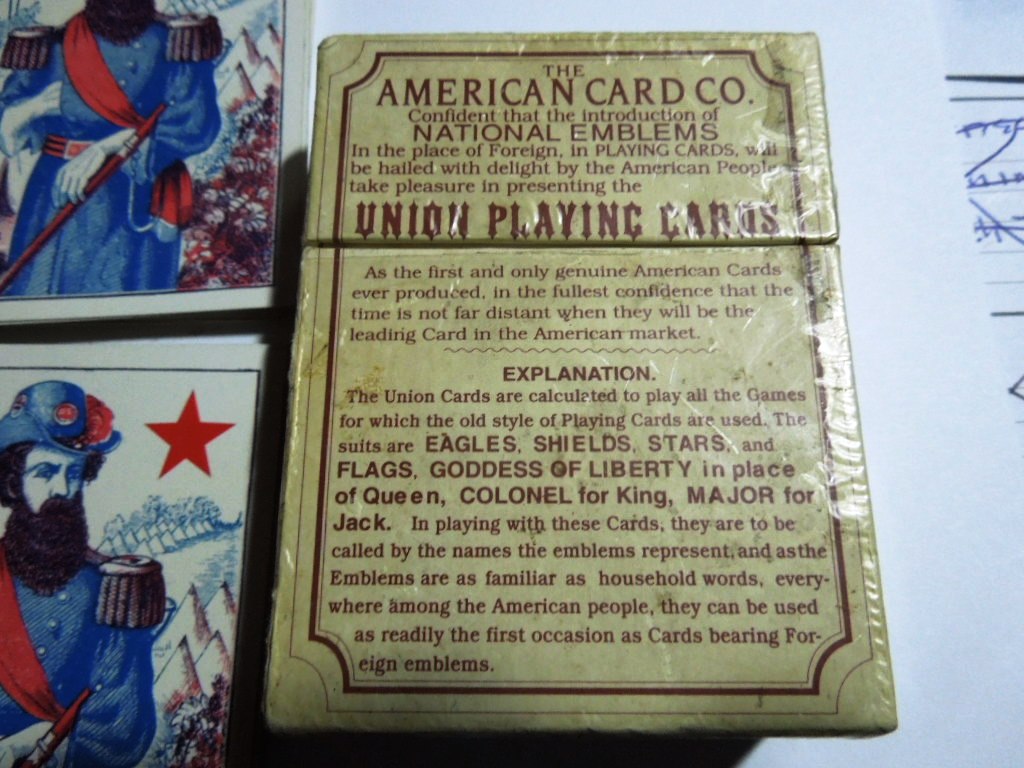 THE
AMERICAN CARD CO.
Confident that the introduction of
NATIONAL EMBLEMS
In the place of Foreign, in PLAYING CARDS, will
be hailed with delight by the American People
take pleasure in presenting the
UNION PLAYING CARDS
As the first and only genuine American Cards
ever produced, in the fullest confidence that the
time is not far distant when they will be the
leading Card in the American market.
EXPLANATION.
The Union Cards are calculated to play all the Games
for which the old style of Playing Cards are used. The
suits are EAGLES, SHIELDS, STARS, and
FLAGS, GODDESS OF LIBERTY in place
of Queen, COLONEL for King, MAJOR for
Jack. In playing with these Cards, they are to be
called by the names the emblems represent, and as the
Emblems are as familiar as household words, every-
where among the American people, they can be used
as readily the first occasion as Cards bearing For-
eign emblems.